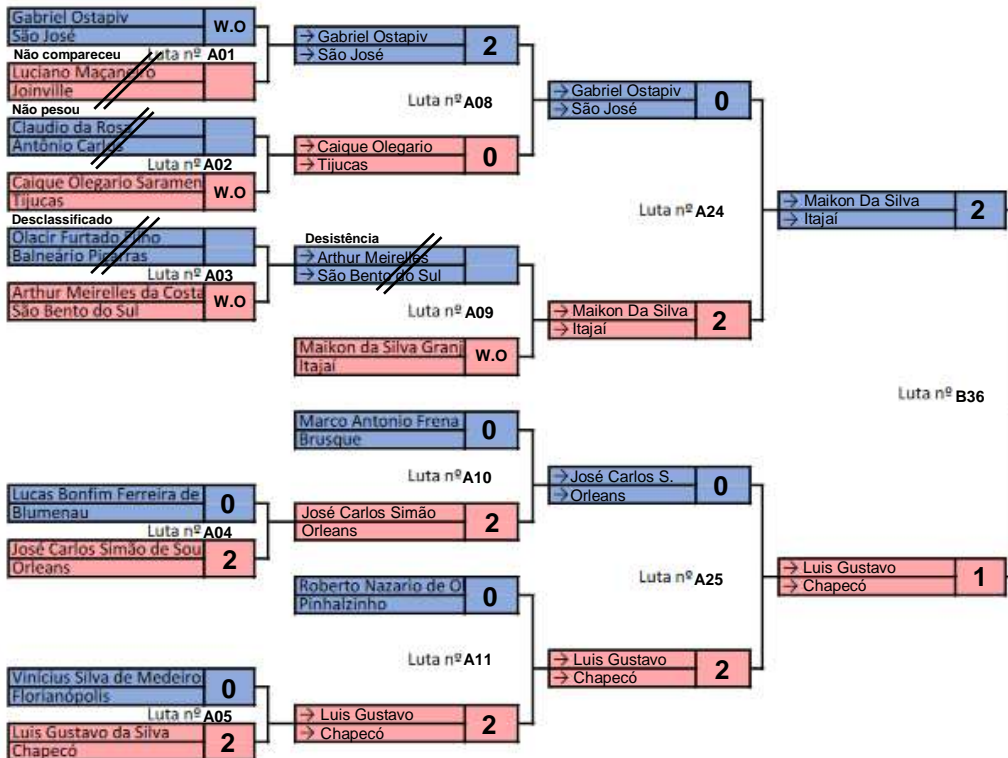 Gabriel Ostapiv
São José
W.O
Não compareceu
Luta nº A01
Luciano Maçaneiro
Joinville
Não pesou
Claudio da Rosa
Antônio Carlos
Luta nº A02
Caique Olegario Saramen
Tijucas
W.O
Desclassificado
Olacir Furtado Filho
Balneário Piçarras
Luta nº A03
Arthur Meirelles da Costa
São Bento do Sul
W.O
Lucas Bonfim Ferreira de
Blumenau
0
Luta nº A04
José Carlos Simão de Sou
Orleans
2
Vinícius Silva de Medeiro
Florianópolis
0
Luta nº A05
Luis Gustavo da Silva
Chapecó
2
→ Gabriel Ostapiv
→ São José
2
Luta nº A08
→ Caique Olegario
→ Tijucas
0
Desistência
→ Arthur Meirelles
→ São Bento do Sul
Luta nº A09
Maikon da Silva Granj
Itajaí
W.O
Marco Antonio Frena
Brusque
0
Luta nº A10
José Carlos Simão
Orleans
2
Roberto Nazario de O
Pinhalzinho
0
Luta nº A11
→ Luis Gustavo
→ Chapecó
2
→ Gabriel Ostapiv
→ São José
0
Luta nº A24
→ Maikon Da Silva
→ Itajaí
2
→ José Carlos S.
→ Orleans
0
Luta nº A25
→ Luis Gustavo
→ Chapecó
2
→ Maikon Da Silva
→ Itajaí
2
Luta nº B36
→ Luis Gustavo
→ Chapecó
1